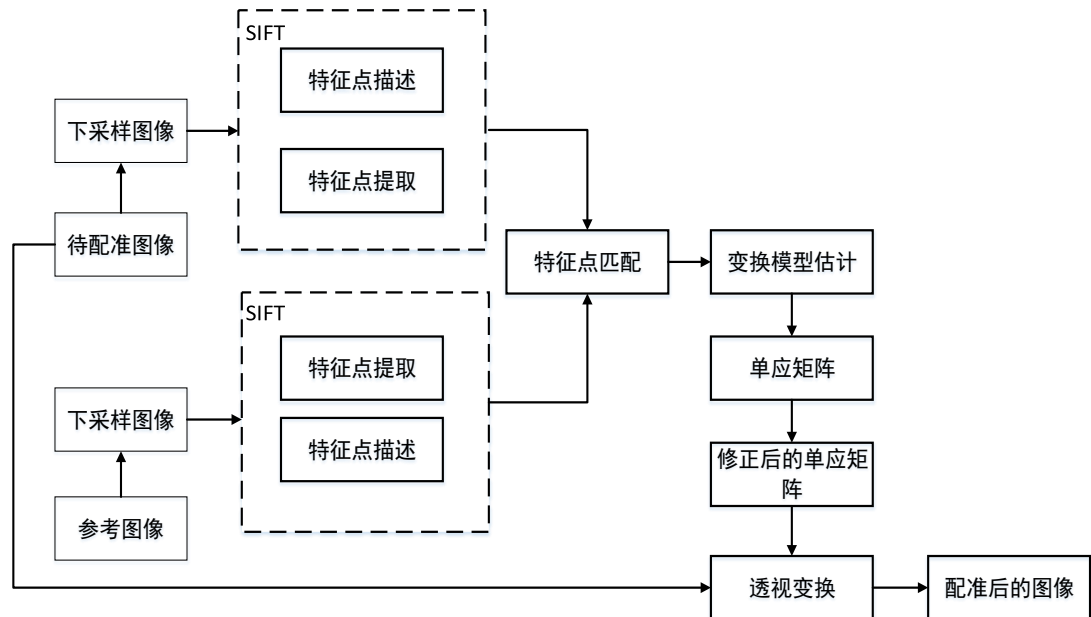 SIFT
特征点描述
下采样图像
特征点提取
待配准图像
特征点匹配
变换模型估计
SIFT
特征点提取
单应矩阵
下采样图像
特征点描述
修正后的单应矩
阵
参考图像
透视变换
配准后的图像